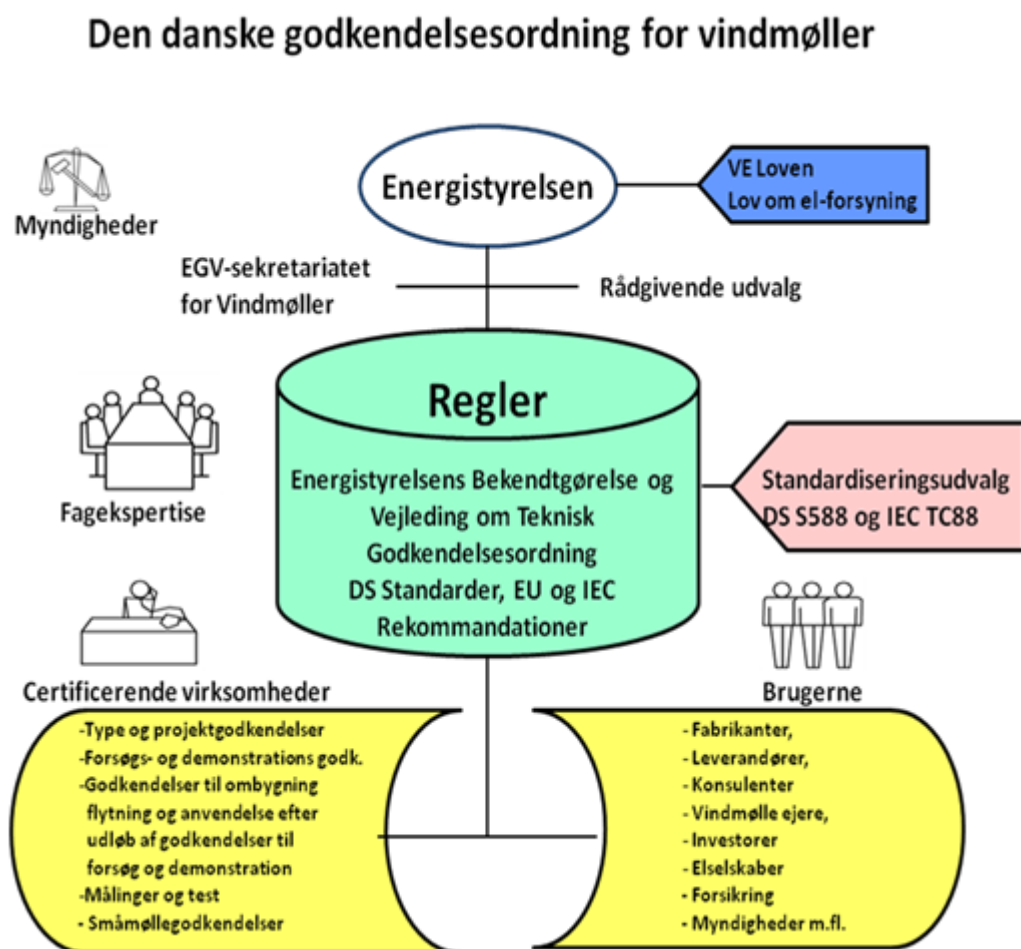 Den danske godkendelsesordning for vindmøller
Energistyrelsen
VE Loven
Lov om el-forsyning
Myndigheder
EGV-sekretariatet
for Vindmøller
Rådgivende udvalg
Regler
Energistyrelsens Bekendtgørelse og
Vejleding om Teknisk
Godkendelsesordning
DS Standarder, EU og IEC
Rekommandationer
Standardiseringsudvalg
DS S588 og IEC TC88
Fagekspertise
Certificerende virksomheder
-Type og projektgodkendelser
-Forsøgs- og demonstrations godk.
-Godkendelser til ombygning
flytning og anvendelse efter
udløb af godkendelser til
forsøg og demonstration
-Målinger og test
- Småmøllegodkendelser
Brugerne
- Fabrikanter,
- Leverandører,
- Konsulenter
- Vindmølle ejere,
- Investorer
- Elselskaber
- Forsikring
- Myndigheder m.fl.